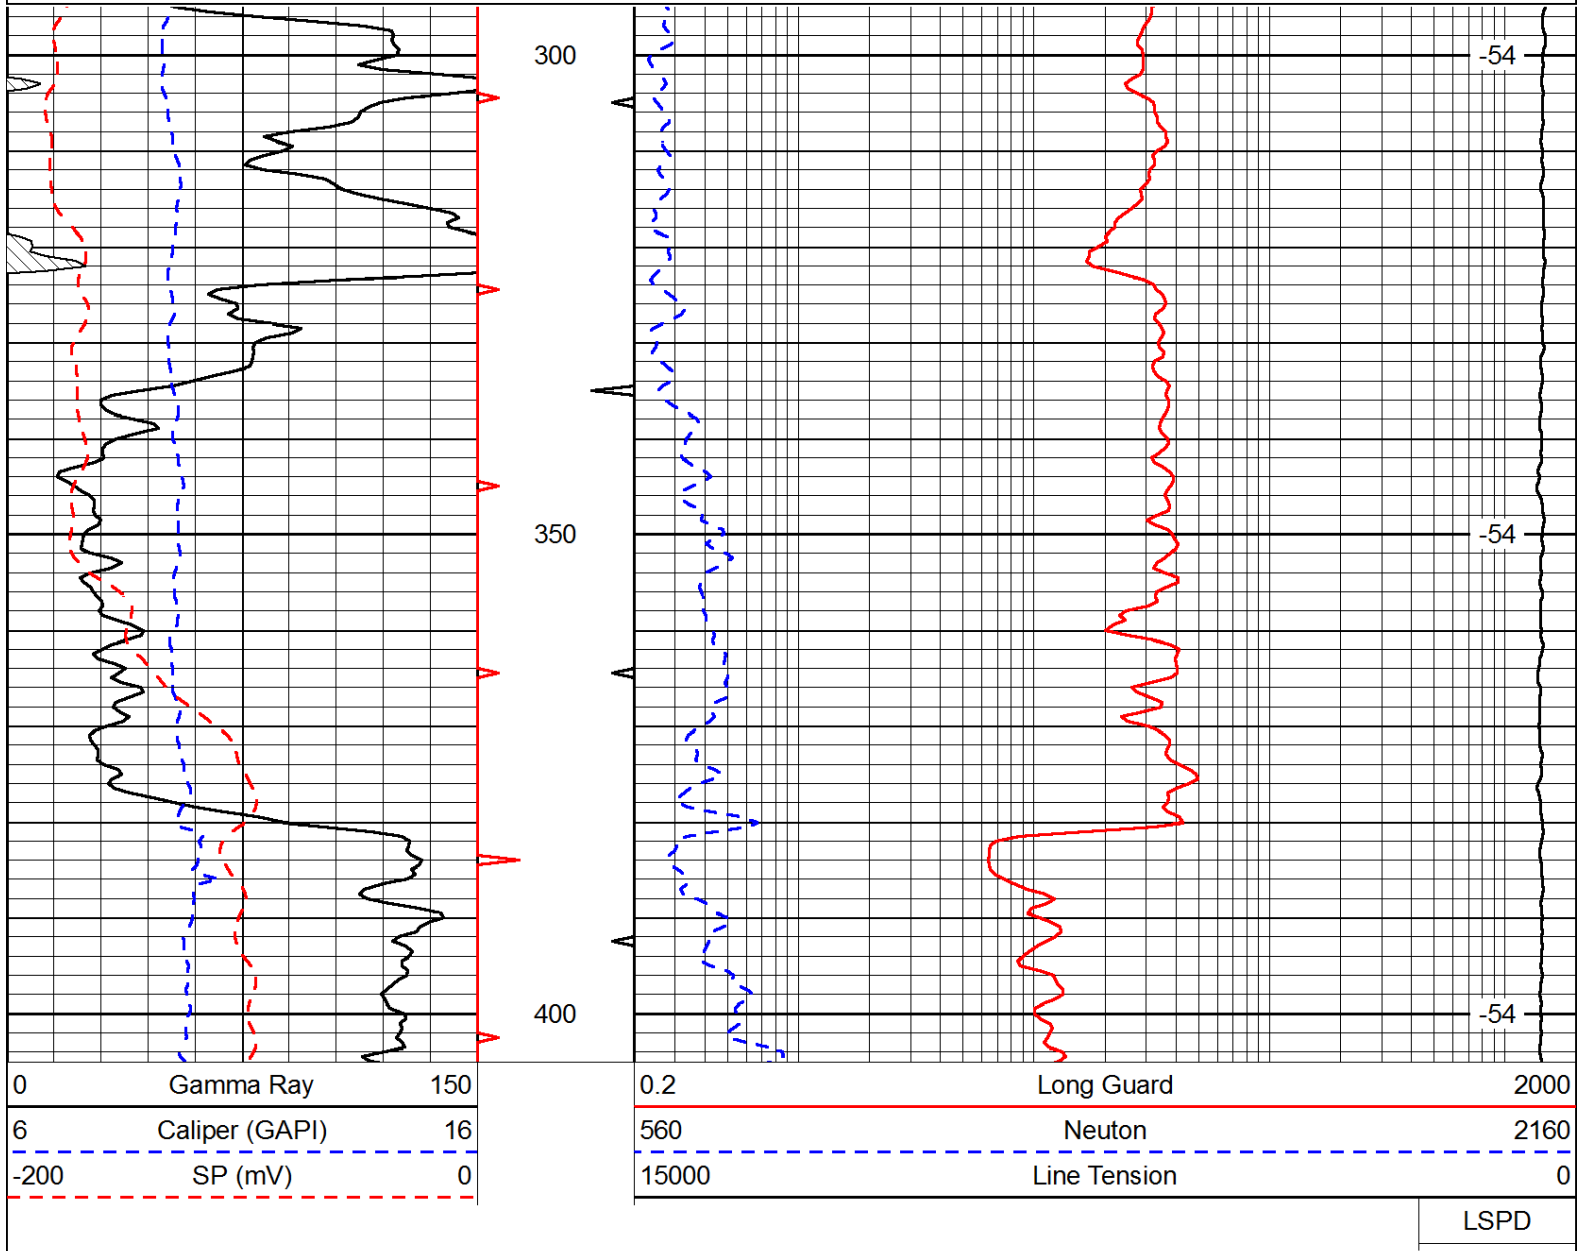 300 -54
350 -54
400 -54
0 Gamma Ray 150 0.2 Long Guard 2000
6 Caliper (GAPI) 16 560 Neuton 2160
-200 SP (mV) 0 15000 Line Tension 0
LSPD